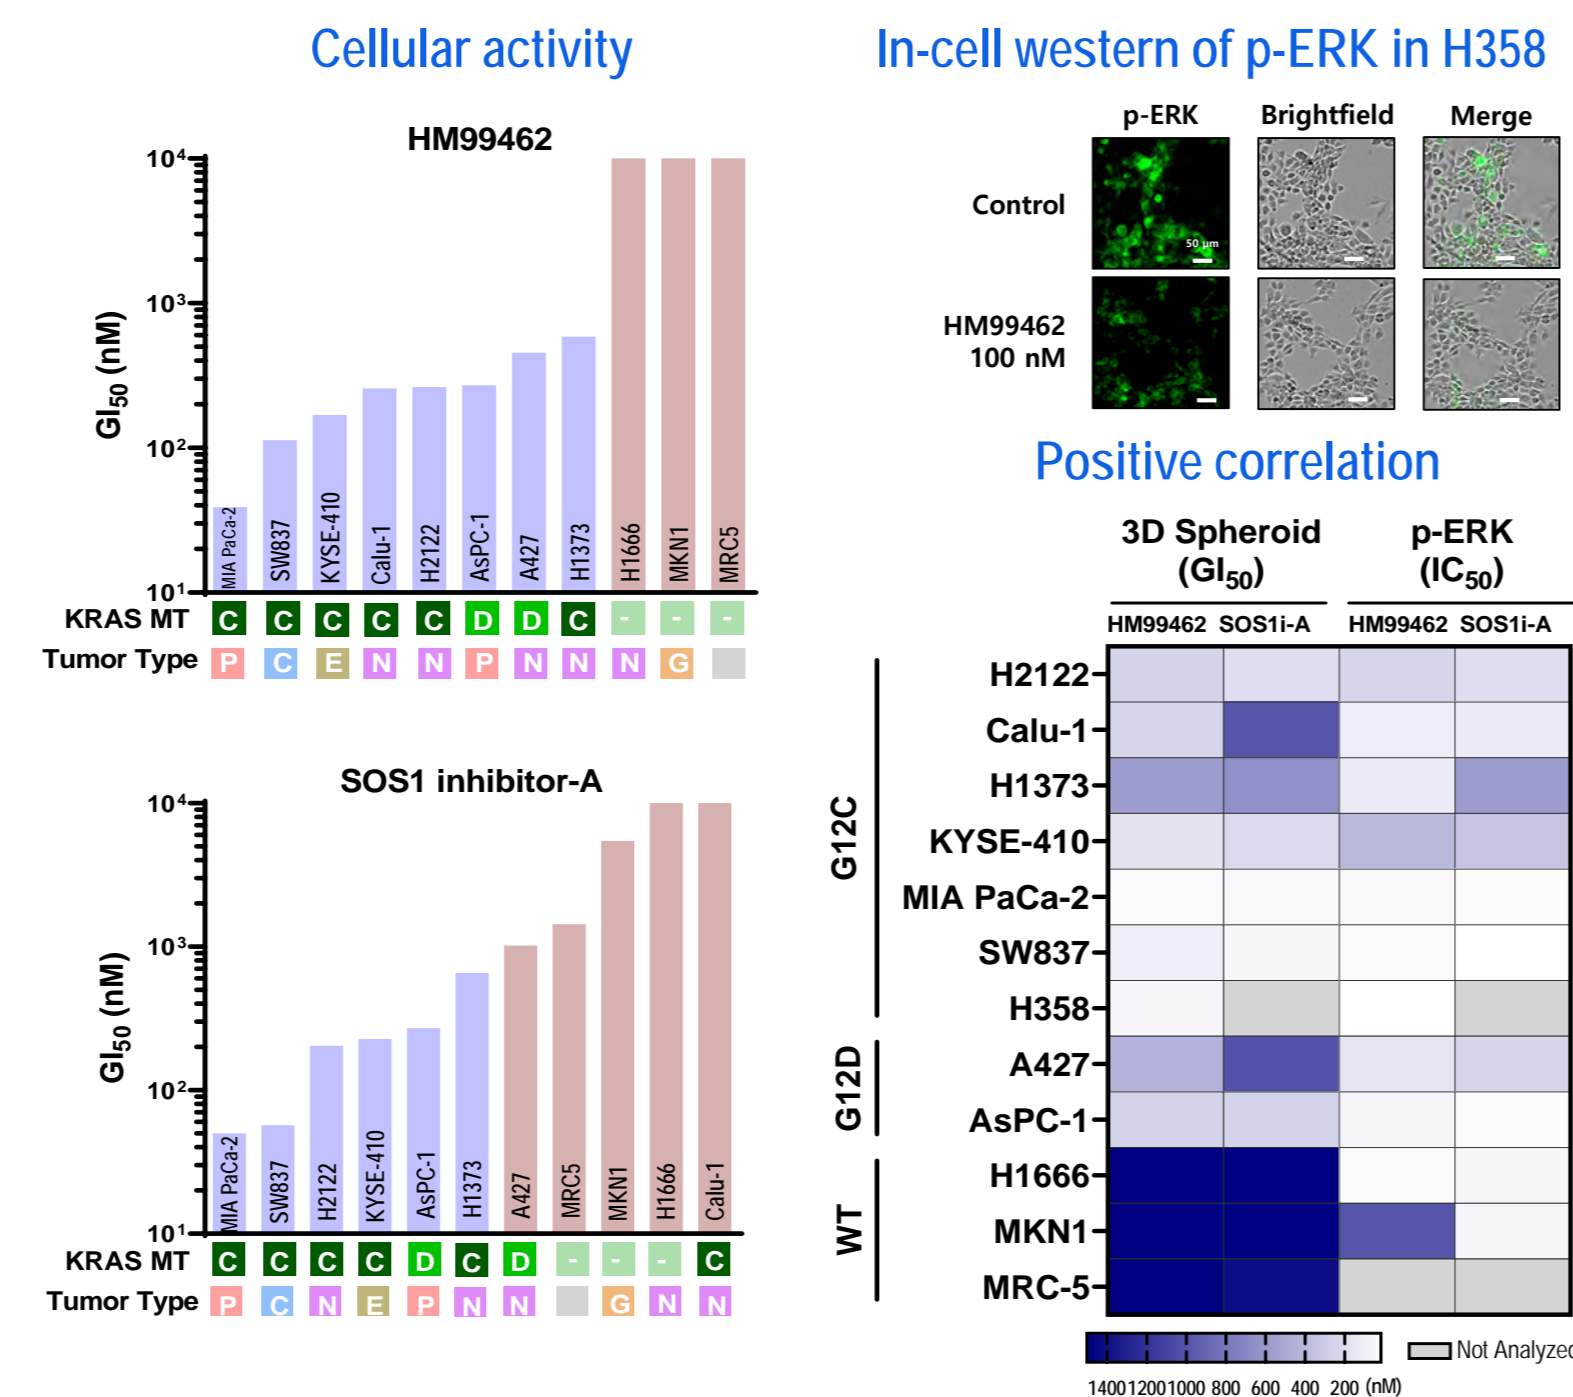 Cellular activity
HM99462
10⁴
10³
10²
10¹
GI₅₀ (nM)
MIA PaCa-2
SW837
KYSE-410
Calu-1
H2122
AsPC-1
A427
H1373
H1666
MKN1
MRC5
KRAS MT C C C C C D D C - - -
Tumor Type P C E N N P N N N G
SOS1 inhibitor-A
10⁴
10³
10²
10¹
GI₅₀ (nM)
MIA PaCa-2
SW837
H2122
KYSE-410
AsPC-1
H1373
A427
MRC5
MKN1
H1666
Calu-1
KRAS MT C C C C D C D - - - C
Tumor Type P C N E P N N G N N
In-cell western of p-ERK in H358
p-ERK Brightfield Merge
Control
50 μm
HM99462
100 nM
Positive correlation
3D Spheroid p-ERK
(GI₅₀) (IC₅₀)
HM99462 SOS1i-A HM99462 SOS1i-A
G12C
H2122
Calu-1
H1373
KYSE-410
MIA PaCa-2
SW837
H358
G12D
A427
AsPC-1
WT
H1666
MKN1
MRC-5
1400 1200 1000 800 600 400 200 (nM)
Not Analyzed